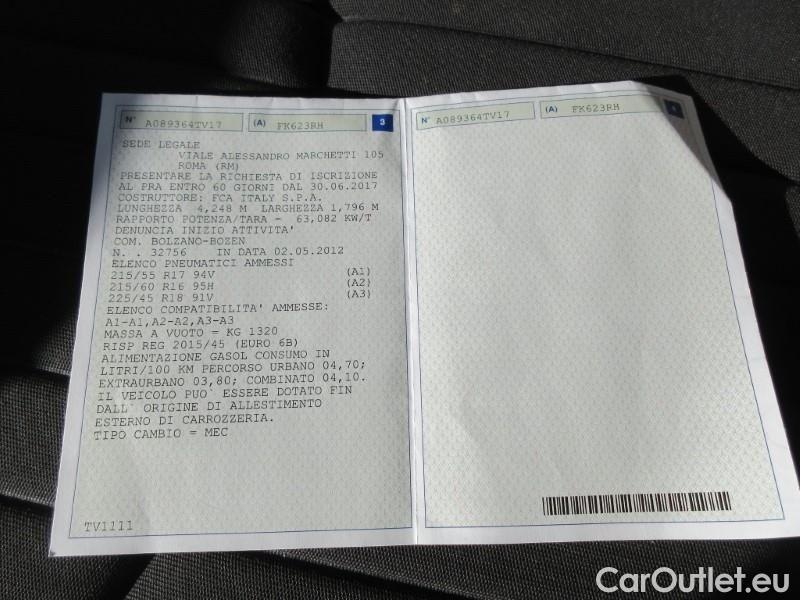 N° A089364TV17 (A) FK623RH 3
SEDE LEGALE
VIALE ALESSANDRO MARCHETTI 105
ROMA (RM)
PRESENTARE LA RICHIESTA DI ISCRIZIONE
AL PRA ENTRO 60 GIORNI DAL 30.06.2017
COSTRUTTORE: FCA ITALY S.P.A.
LUNGHEZZA 4,248 M LARGHEZZA 1,796 M
RAPPORTO POTENZA/TARA = 63,082 KW/T
DENUNCIA INIZIO ATTIVITA'
COM. BOLZANO-BOZEN
N. . 32756 IN DATA 02.05.2012
ELENCO PNEUMATICI AMMESSI
215/55 R17 94V (A1)
215/60 R16 95H (A2)
225/45 R18 91V (A3)
ELENCO COMPATIBILITA' AMMESSE:
A1-A1,A2-A2,A3-A3
MASSA A VUOTO = KG 1320
RISP REG 2015/45 (EURO 6B)
ALIMENTAZIONE GASOL CONSUMO IN
LITRI/100 KM PERCORSO URBANO 04,70;
EXTRAURBANO 03,80; COMBINATO 04,10.
IL VEICOLO PUO` ESSERE DOTATO FIN
DALL` ORIGINE DI ALLESTIMENTO
ESTERNO DI CARROZZERIA.
TIPO CAMBIO = MEC
TV1111
N° A089364TV17 (A) FK623RH
CarOutlet.eu